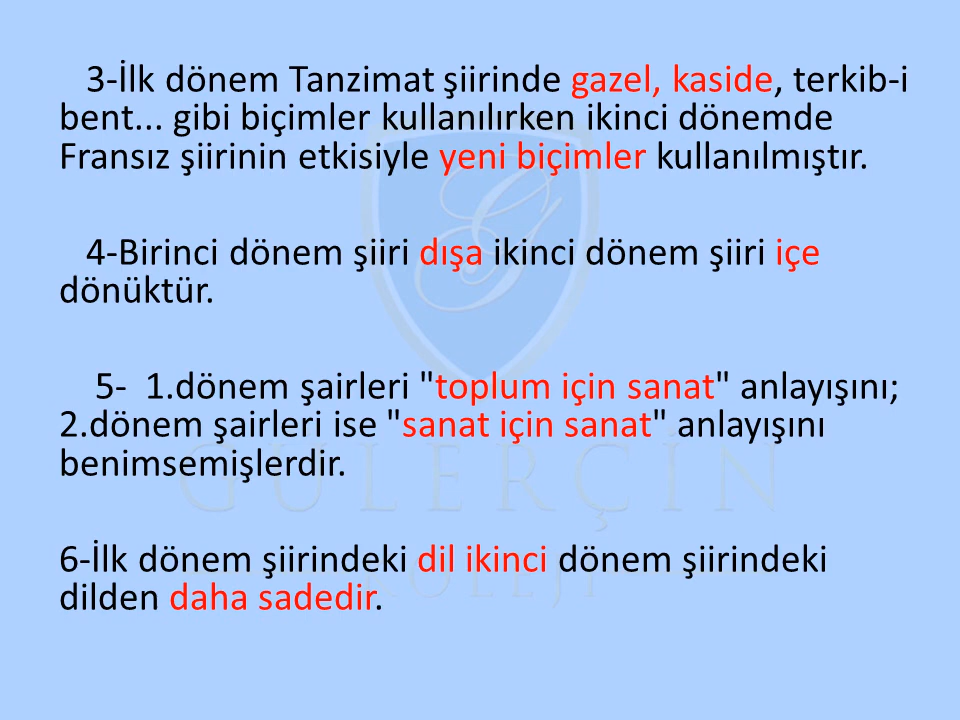 3-İlk dönem Tanzimat şiirinde gazel, kaside, terkib-i
bent... gibi biçimler kullanılırken ikinci dönemde
Fransız şiirinin etkisiyle yeni biçimler kullanılmıştır.
4-Birinci dönem şiiri dışa ikinci dönem şiiri içe
dönüktür.
5- 1.dönem şairleri "toplum için sanat" anlayışını;
2.dönem şairleri ise "sanat için sanat" anlayışını
benimsemişlerdir.
GÜLERÇİN
6-İlk dönem şiirindeki dil ikinci dönem şiirindeki
dilden daha sadedir.
KOLEJİ